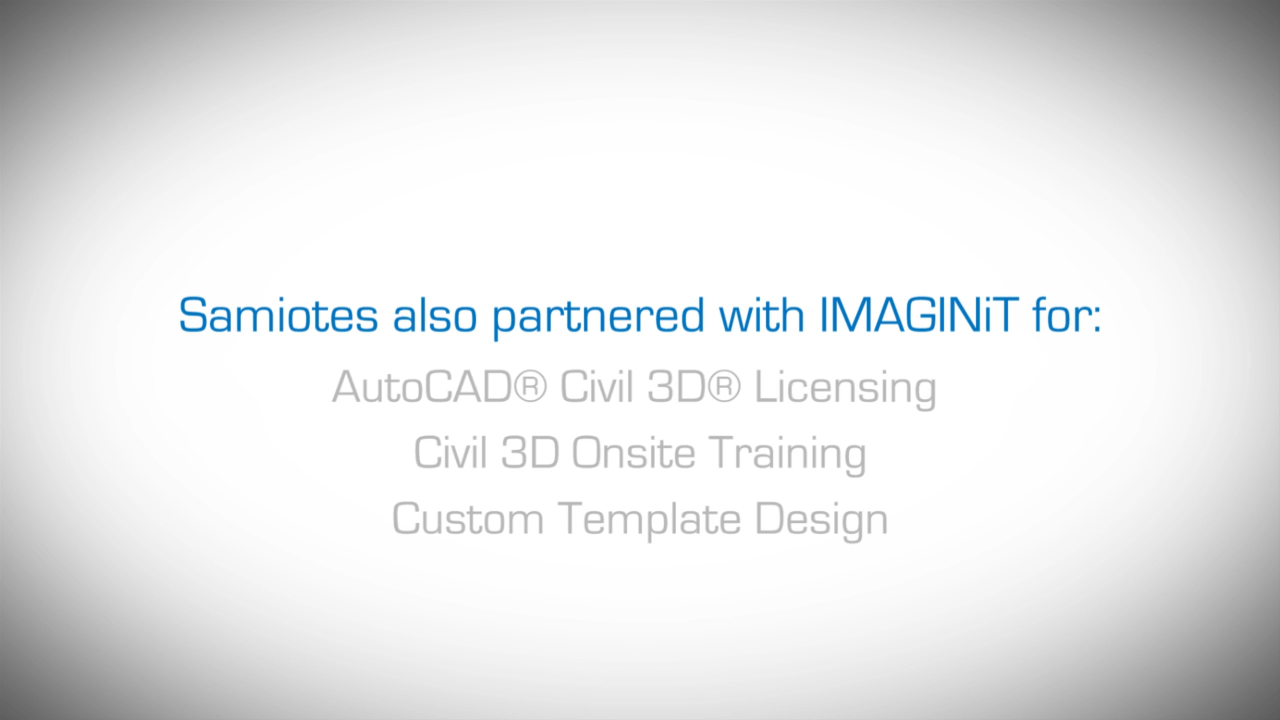 Samiotes also partnered with IMAGINiT for:
AutoCAD® Civil 3D® Licensing
Civil 3D Onsite Training
Custom Template Design